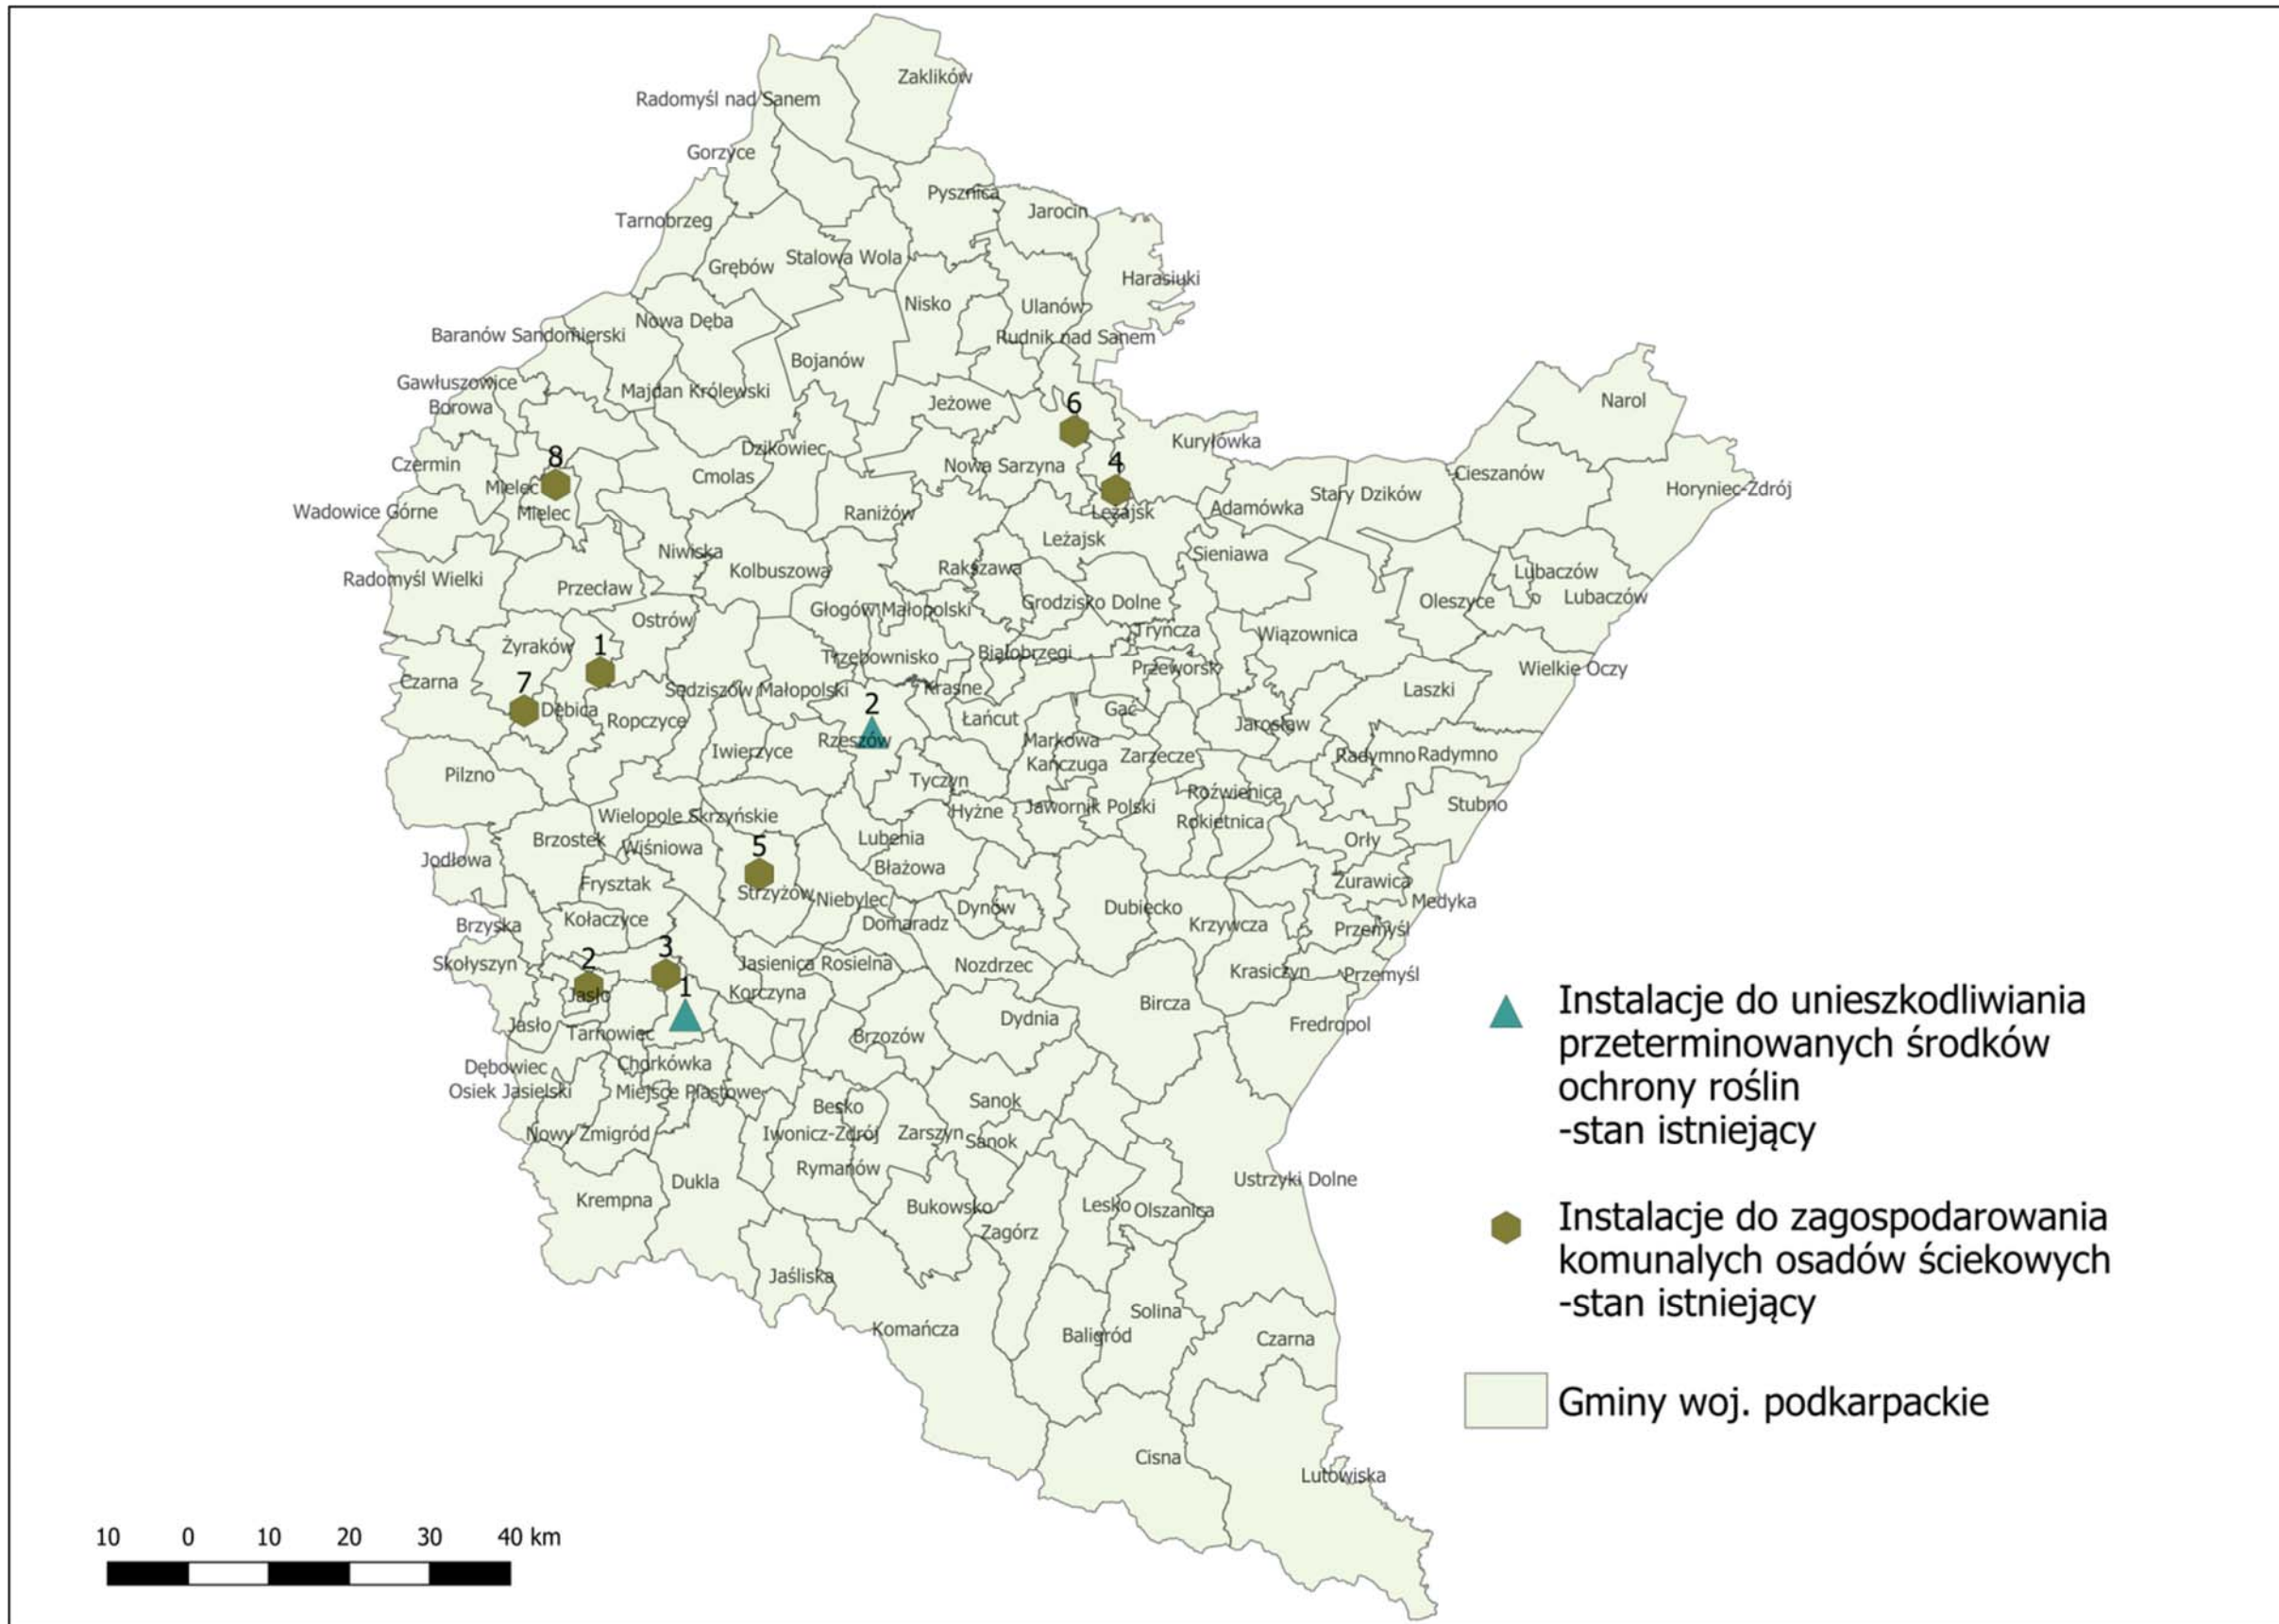 Zaklików
Radomyśl nad Sanem
Gorzyce
Pysznica
Jarocin
Tarnobrzeg
Stalowa Wola
Grębów
Harasiuki
Nisko
Ulanów
Nowa Dęba
Baranów Sandomierski
Rudnik nad Sanem
Bojanów
Gawłuszowice
Majdan Królewski
Narol
Borowa
Jeżowe
6
Kuryłówka
Dzikowiec
8
Czermin
Nowa Sarzyna
4
Cmolas
Cieszanów
Mielec
Horyniec-Zdrój
Stary Dzików
Wadowice Górne
Mielec
Raniżów
Leżajsk
Adamówka
Leżajsk
Niwiska
Sieniawa
Kolbuszowa
Rakszawa
Lubaczów
Radomyśl Wielki
Przecław
Lubaczów
Głogów Małopolski
Grodzisko Dolne
Oleszyce
Ostrów
Tryńcza
Wiązownica
Żyraków
1
Trzebownisko
Białobrzegi
Przeworsk
Wielkie Oczy
Czarna
7
Sędziszów Małopolski
Krasne
Laszki
Dębica
Ropczyce
2
Łańcut
Gać
Jarosław
Rzeszów
Iwierzyce
Markowa
Kańczuga
Zarzecze
Radymno
Radymno
Pilzno
Tyczyn
Roźwienica
Hyżne
Jawornik Polski
Stubno
Wielopole Skrzyńskie
Rokietnica
Brzostek
Wiśniowa
5
Lubenia
Orły
Jodłowa
Błażowa
Frysztak
Strzyżów
Niebylec
Żurawica
Medyka
Kołaczyce
Dynów
Dubiecko
Brzyska
Domaradz
Krzywcza
Przemyśl
3
2
Skołyszyn
Jasienica Rosielna
Nozdrzec
Krasiczyn
Przemyśl
1
Jasło
Korczyna
Bircza
Jasło
Tarnowiec
Dydnia
Fredropol
Brzozów
Dębowiec
Chorkówka
Osiek Jasielski
Miejsce Piastowe
Besko
Sanok
Nowy Żmigród
Iwonicz-Zdrój
Zarszyn
Sanok
Rymanów
Dukla
Ustrzyki Dolne
Krempna
Bukowsko
Lesko
Olszanica
Zagórz
Jaśliska
Solina
Komańcza
Baligród
Czarna
Cisna
Lutowiska
Instalacje do unieszkodliwiania
przeterminowanych środków
ochrony roślin
-stan istniejący
Instalacje do zagospodarowania
komunalych osadów ściekowych
-stan istniejący
Gminy woj. podkarpackie
10 0 10 20 30 40 km